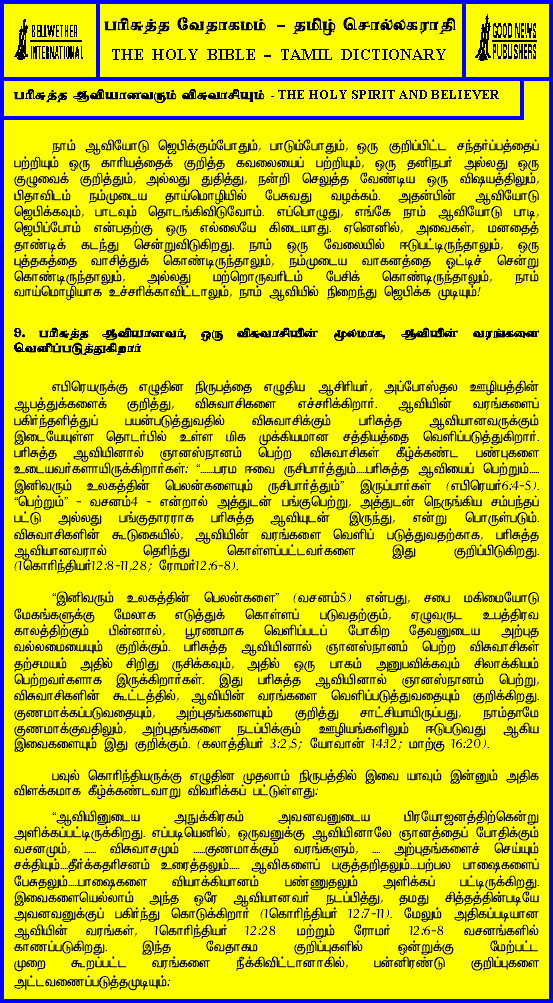 BELLWETHER
INTERNATIONAL
பரிசுத்த வேதாகமம் – தமிழ் சொல்லகராதி
THE HOLY BIBLE – TAMIL DICTIONARY
GOOD NEWS
PUBLISHERS
பரிசுத்த ஆவியானவரும் விசுவாசியும் - THE HOLY SPIRIT AND BELIEVER
நாம் ஆவியோடு ஜெபிக்கும்போதும், பாடும்போதும், ஒரு குறிப்பிட்ட சந்தர்ப்பத்தைப்
பற்றியும் ஒரு காரியத்தைக் குறித்த கவலையைப் பற்றியும், ஒரு தனிநபர் அல்லது ஒரு
குழுவைக் குறித்தும், அல்லது துதித்து, நன்றி செலுத்த வேண்டிய ஒரு விஷயத்திலும்,
பிதாவிடம் நம்முடைய தாய்மொழியில் பேசுவது வழக்கம். அதன்பின் ஆவியோடு
ஜெபிக்கவும், பாடவும் தொடங்கிவிடுவோம். எப்பொழுது, எங்கே நாம் ஆவியோடு பாடி,
ஜெபிப்போம் என்பதற்கு ஒரு எல்லையே கிடையாது. ஏனெனில், அவைகள், மனதைத்
தாண்டிக் கடந்து சென்றுவிடுகிறது. நாம் ஒரு வேலையில் ஈடுபட்டிருந்தாலும், ஒரு
புத்தகத்தை வாசித்துக் கொண்டிருந்தாலும், நம்முடைய வாகனத்தை ஓட்டிச் சென்று
கொண்டிருந்தாலும், அல்லது மற்றொருவரிடம் பேசிக் கொண்டிருந்தாலும், நாம்
வாய்மொழியாக உச்சரிக்காவிட்டாலும், நாம் ஆவியில் நிறைந்து ஜெபிக்க முடியும்!
9. பரிசுத்த ஆவியானவர், ஒரு விசுவாசியின் மூலமாக, ஆவியின் வரங்களை
வெளிப்படுத்துகிறார்
எபிரெயருக்கு எழுதின நிருபத்தை எழுதிய ஆசிரியர், அப்போஸ்தல ஊழியத்தின்
ஆபத்துக்களைக் குறித்து, விசுவாசிகளை எச்சரிக்கிறார். ஆவியின் வரங்களைப்
பகிர்ந்தளித்துப் பயன்படுத்துவதில் விசுவாசிக்கும் பரிசுத்த ஆவியானவருக்கும்
இடையேயுள்ள தொடர்பில் உள்ள மிக முக்கியமான சத்தியத்தை வெளிப்படுத்துகிறார்.
பரிசுத்த ஆவியினால் ஞானஸ்நானம் பெற்ற விசுவாசிகள் கீழ்க்கண்ட பண்புகளை
உடையவர்களாயிருக்கிறார்கள்: “......பரம ஈவை ருசிபார்த்தும்....பரிசுத்த ஆவியைப் பெற்றும்.....
இனிவரும் உலகத்தின் பெலன்களையும் ருசிபார்த்தும்” இருப்பார்கள் (எபிரெயர்6:4-5).
“பெற்றும்” - வசனம்4 - என்றால் அத்துடன் பங்குபெற்று, அத்துடன் நெருங்கிய சம்பந்தப்
பட்டு அல்லது பங்குதாரராக பரிசுத்த ஆவியுடன் இருந்து, என்று பொருள்படும்.
விசுவாசிகளின் கூடுகையில், ஆவியின் வரங்களை வெளிப் படுத்துவதற்காக, பரிசுத்த
ஆவியானவரால் தெரிந்து கொள்ளப்பட்டவர்களை இது குறிப்பிடுகிறது.
(1கொரிந்தியர்12:8-11,28; ரோமர்12:6-8).
“இனிவரும் உலகத்தின் பெலன்களை” (வசனம்5) என்பது, சபை மகிமையோடு
மேகங்களுக்கு மேலாக எடுத்துக் கொள்ளப் படுவதற்கும், ஏழுவருட உபத்திரவ
காலத்திற்கும் பின்னால், பூரணமாக வெளிப்படப் போகிற தேவனுடைய அற்புத
வல்லமையையும் குறிக்கும். பரிசுத்த ஆவியினால் ஞானஸ்நானம் பெற்ற விசுவாசிகள்
தற்சமயம் அதில் சிறிது ருசிக்கவும், அதில் ஒரு பாகம் அனுபவிக்கவும் சிலாக்கியம்
பெற்றவர்களாக இருக்கிறார்கள். இது பரிசுத்த ஆவியினால் ஞானஸ்நானம் பெற்று,
விசுவாசிகளின் கூட்டத்தில், ஆவியின் வரங்களை வெளிப்படுத்துவதையும் குறிக்கிறது.
குணமாக்கப்படுவதையும், அற்புதங்களையும் குறித்து சாட்சியாயிருப்பது, நாம்தாமே
குணமாக்குவதிலும், அற்புதங்களை நடப்பிக்கும் ஊழியங்களிலும் ஈடுபடுவது ஆகிய
இவைகளையும் இது குறிக்கும். (கலாத்தியர் 3:2,5; யோவான் 14:12; மாற்கு 16:20).
பவுல் கொரிந்தியருக்கு எழுதின முதலாம் நிருபத்தில் இவை யாவும் இன்னும் அதிக
விளக்கமாக கீழ்க்கண்டவாறு விவரிக்கப் பட்டுள்ளது:
“ஆவியினுடைய அநுக்கிரகம் அவனவனுடைய பிரயோஜனத்திற்கென்று
அளிக்கப்பட்டிருக்கிறது. எப்படியெனில், ஒருவனுக்கு ஆவியினாலே ஞானத்தைப் போதிக்கும்
வசனமும், ...... விசுவாசமும் ......குணமாக்கும் வரங்களும், .... அற்புதங்களைச் செய்யும்
சக்தியும்....தீர்க்கதரிசனம் உரைத்தலும்..... ஆவிகளைப் பகுத்தறிதலும்....பற்பல பாஷைகளைப்
பேசுதலும்....பாஷைகளை வியாக்கியானம் பண்ணுதலும் அளிக்கப் பட்டிருக்கிறது.
இவைகளையெல்லாம் அந்த ஒரே ஆவியானவர் நடப்பித்து, தமது சித்தத்தின்படியே
அவனவனுக்குப் பகிர்ந்து கொடுக்கிறார் (1கொரிந்தியர் 12:7-11). மேலும் அதிகப்படியான
ஆவியின் வரங்கள், 1கொரிந்தியர் 12:28 மற்றும் ரோமர் 12:6-8 வசனங்களில்
காணப்படுகிறது. இந்த வேதாகம குறிப்புகளில் ஒன்றுக்கு மேற்பட்ட
முறை கூறப்பட்ட வரங்களை நீக்கிவிட்டானாகில், பன்னிரண்டு குறிப்புகளை
அட்டவணைப்படுத்தமுடியும்: